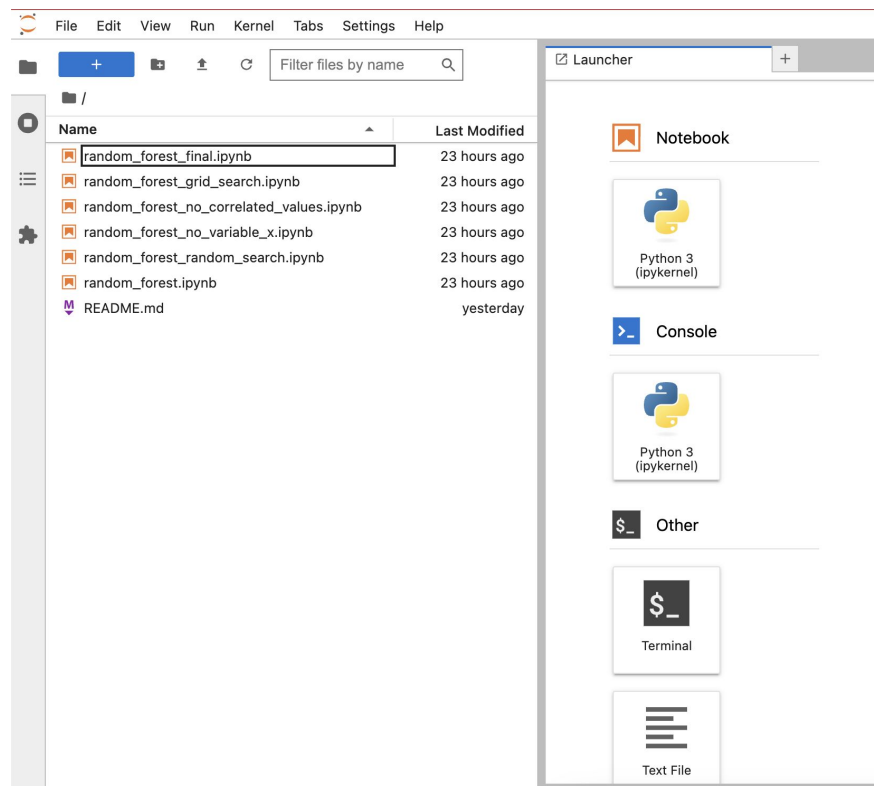 File Edit View Run Kernel Tabs Settings Help
+
Filter files by name
/
Name Last Modified
random_forest_final.ipynb 23 hours ago
random_forest_grid_search.ipynb 23 hours ago
random_forest_no_correlated_values.ipynb 23 hours ago
random_forest_no_variable_x.ipynb 23 hours ago
random_forest_random_search.ipynb 23 hours ago
random_forest.ipynb 23 hours ago
M README.md yesterday
Launcher +
Notebook
Python 3
(ipykernel)
>_ Console
Python 3
(ipykernel)
$_ Other
$_
Terminal
Text File